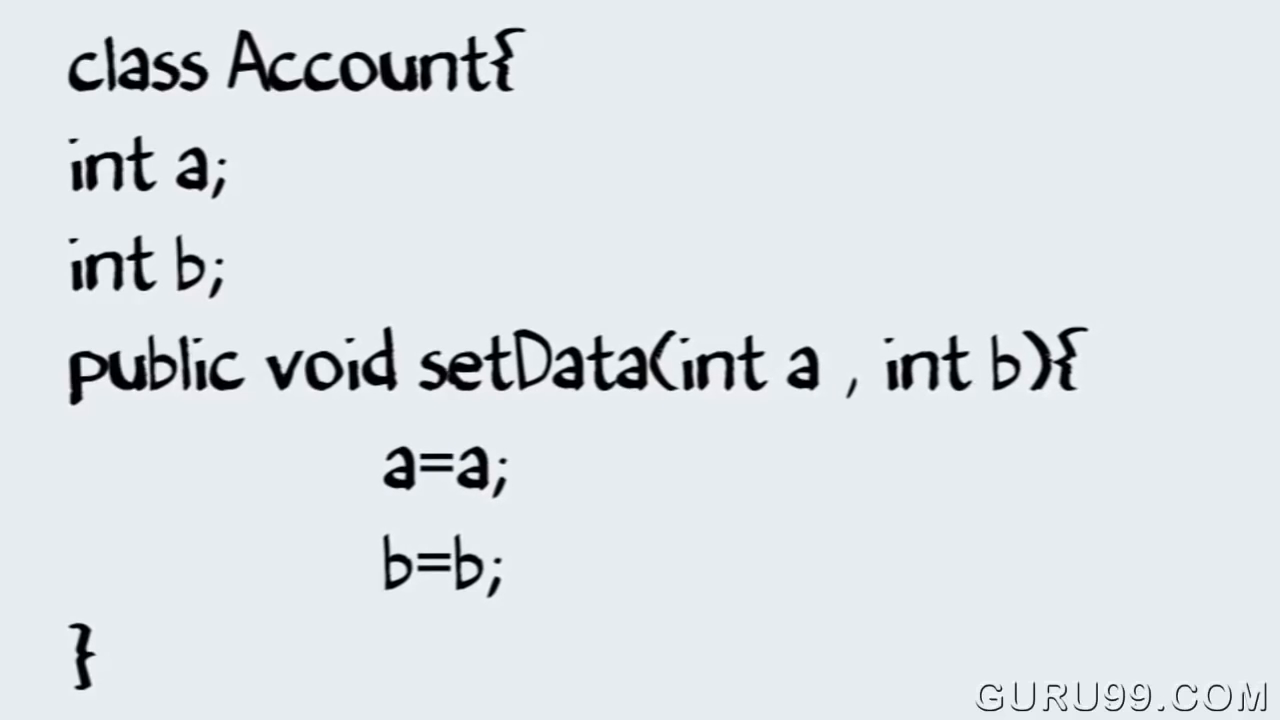 class Account{
int a;
int b;
public void setData(int a , int b){
a=a;
b=b;
}
GURU99.COM